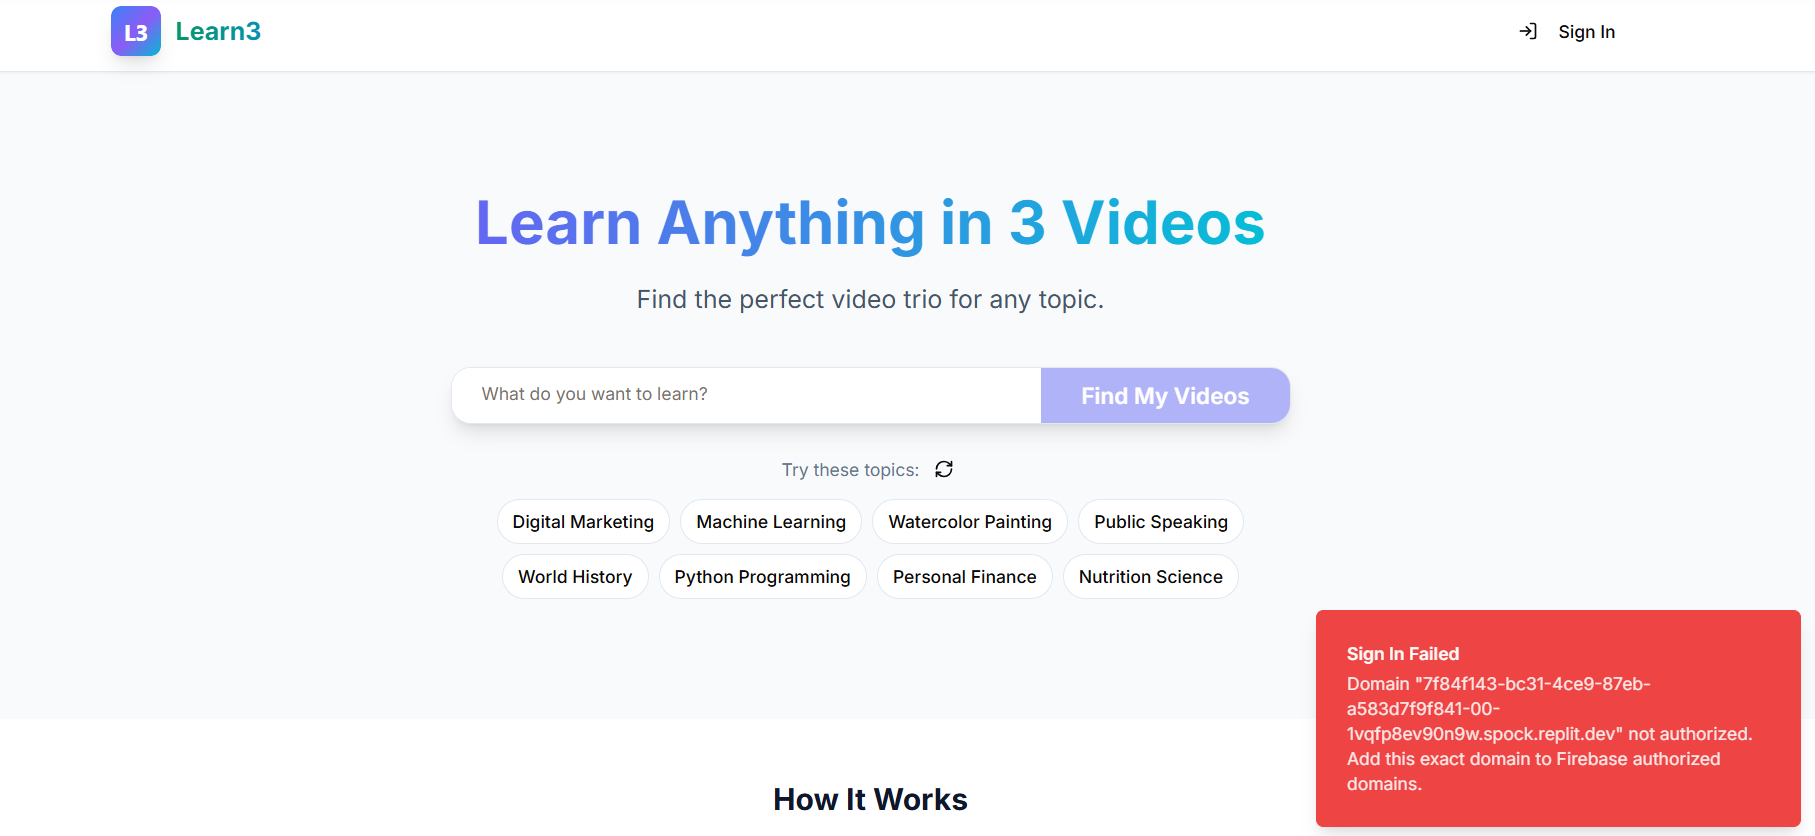 L3 Learn3
Sign In
Learn Anything in 3 Videos
Find the perfect video trio for any topic.
What do you want to learn?
Find My Videos
Try these topics:
Digital Marketing
Machine Learning
Watercolor Painting
Public Speaking
World History
Python Programming
Personal Finance
Nutrition Science
Sign In Failed
Domain "7f84f143-bc31-4ce9-87eb-
a583d7f9f841-00-
1vqfp8ev90n9w.spock.replit.dev" not authorized.
Add this exact domain to Firebase authorized
domains.
How It Works